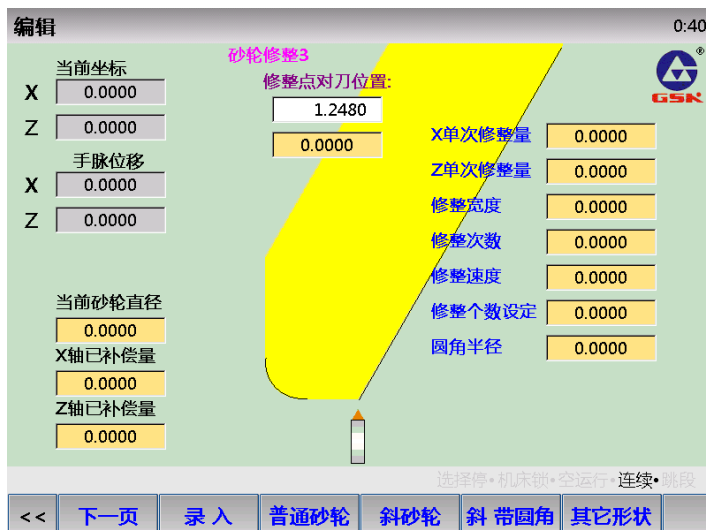 编辑
0:40
砂轮修整3
当前坐标
X 0.0000
Z 0.0000
手脉位移
X 0.0000
Z 0.0000
修整点对刀位置:
1.2480
0.0000
GSK®
X单次修整量 0.0000
Z单次修整量 0.0000
修整宽度 0.0000
修整次数 0.0000
修整速度 0.0000
修整个数设定 0.0000
圆角半径 0.0000
当前砂轮直径
0.0000
X轴已补偿量
0.0000
Z轴已补偿量
0.0000
选择停•机床锁•空运行•连续•跳段
<< 下一页 录入 普通砂轮 斜砂轮 斜 带圆角 其它形状